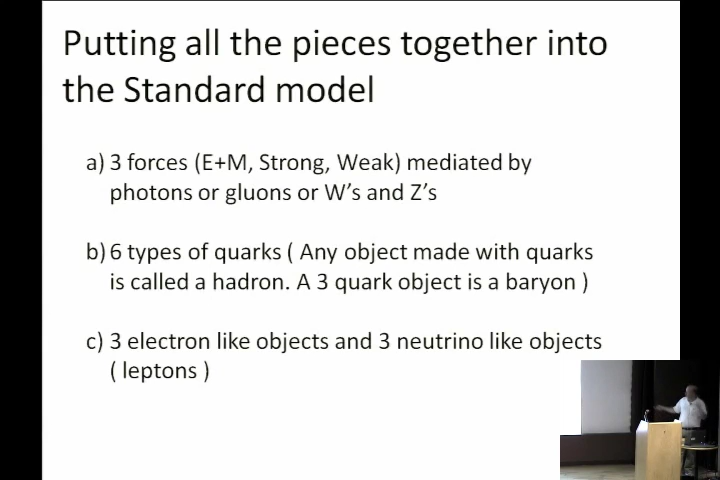 Putting all the pieces together into
the Standard model
a) 3 forces (E+M, Strong, Weak) mediated by
photons or gluons or W's and Z's
b) 6 types of quarks ( Any object made with quarks
is called a hadron. A 3 quark object is a baryon )
c) 3 electron like objects and 3 neutrino like objects
( leptons )